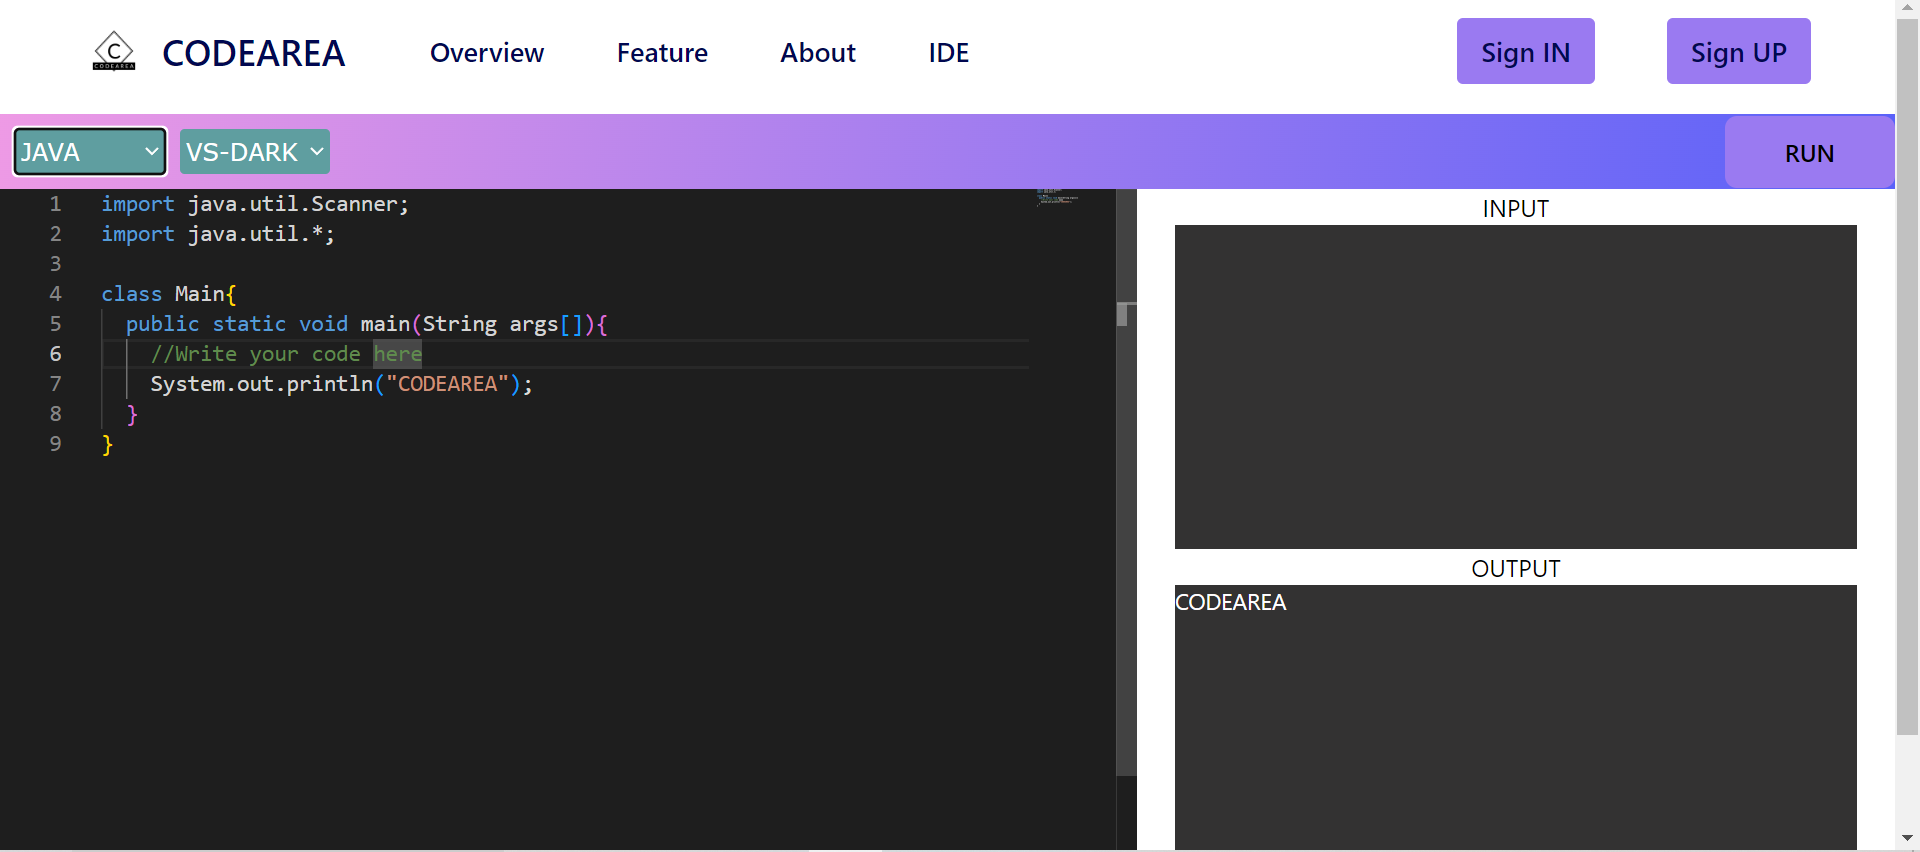 C
CODEAREA
CODEAREA
Overview
Feature
About
IDE
Sign IN
Sign UP
JAVA
VS-DARK
RUN
1 import java.util.Scanner;
2 import java.util.*;
3
4 class Main{
5 public static void main(String args[]){
6 //Write your code here
7 System.out.println("CODEAREA");
8 }
9 }
INPUT
OUTPUT
CODEAREA